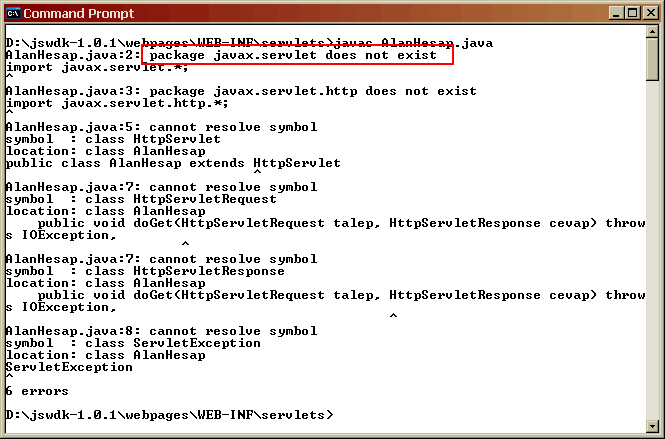 Command Prompt
D:\jswdk-1.0.1\webpages\WEB-INF\servlets>javac AlanHesap.java
AlanHesap.java:2: package javax.servlet does not exist
import javax.servlet.*;
^
AlanHesap.java:3: package javax.servlet.http does not exist
import javax.servlet.http.*;
^
AlanHesap.java:5: cannot resolve symbol
symbol  : class HttpServlet
location: class AlanHesap
public class AlanHesap extends HttpServlet
                               ^
AlanHesap.java:7: cannot resolve symbol
symbol  : class HttpServletRequest
location: class AlanHesap
    public void doGet(HttpServletRequest talep, HttpServletResponse cevap) throw
s IOException,
                      ^
AlanHesap.java:7: cannot resolve symbol
symbol  : class HttpServletResponse
location: class AlanHesap
    public void doGet(HttpServletRequest talep, HttpServletResponse cevap) throw
s IOException,
                                                ^
AlanHesap.java:8: cannot resolve symbol
symbol  : class ServletException
location: class AlanHesap
ServletException
^
6 errors
D:\jswdk-1.0.1\webpages\WEB-INF\servlets>